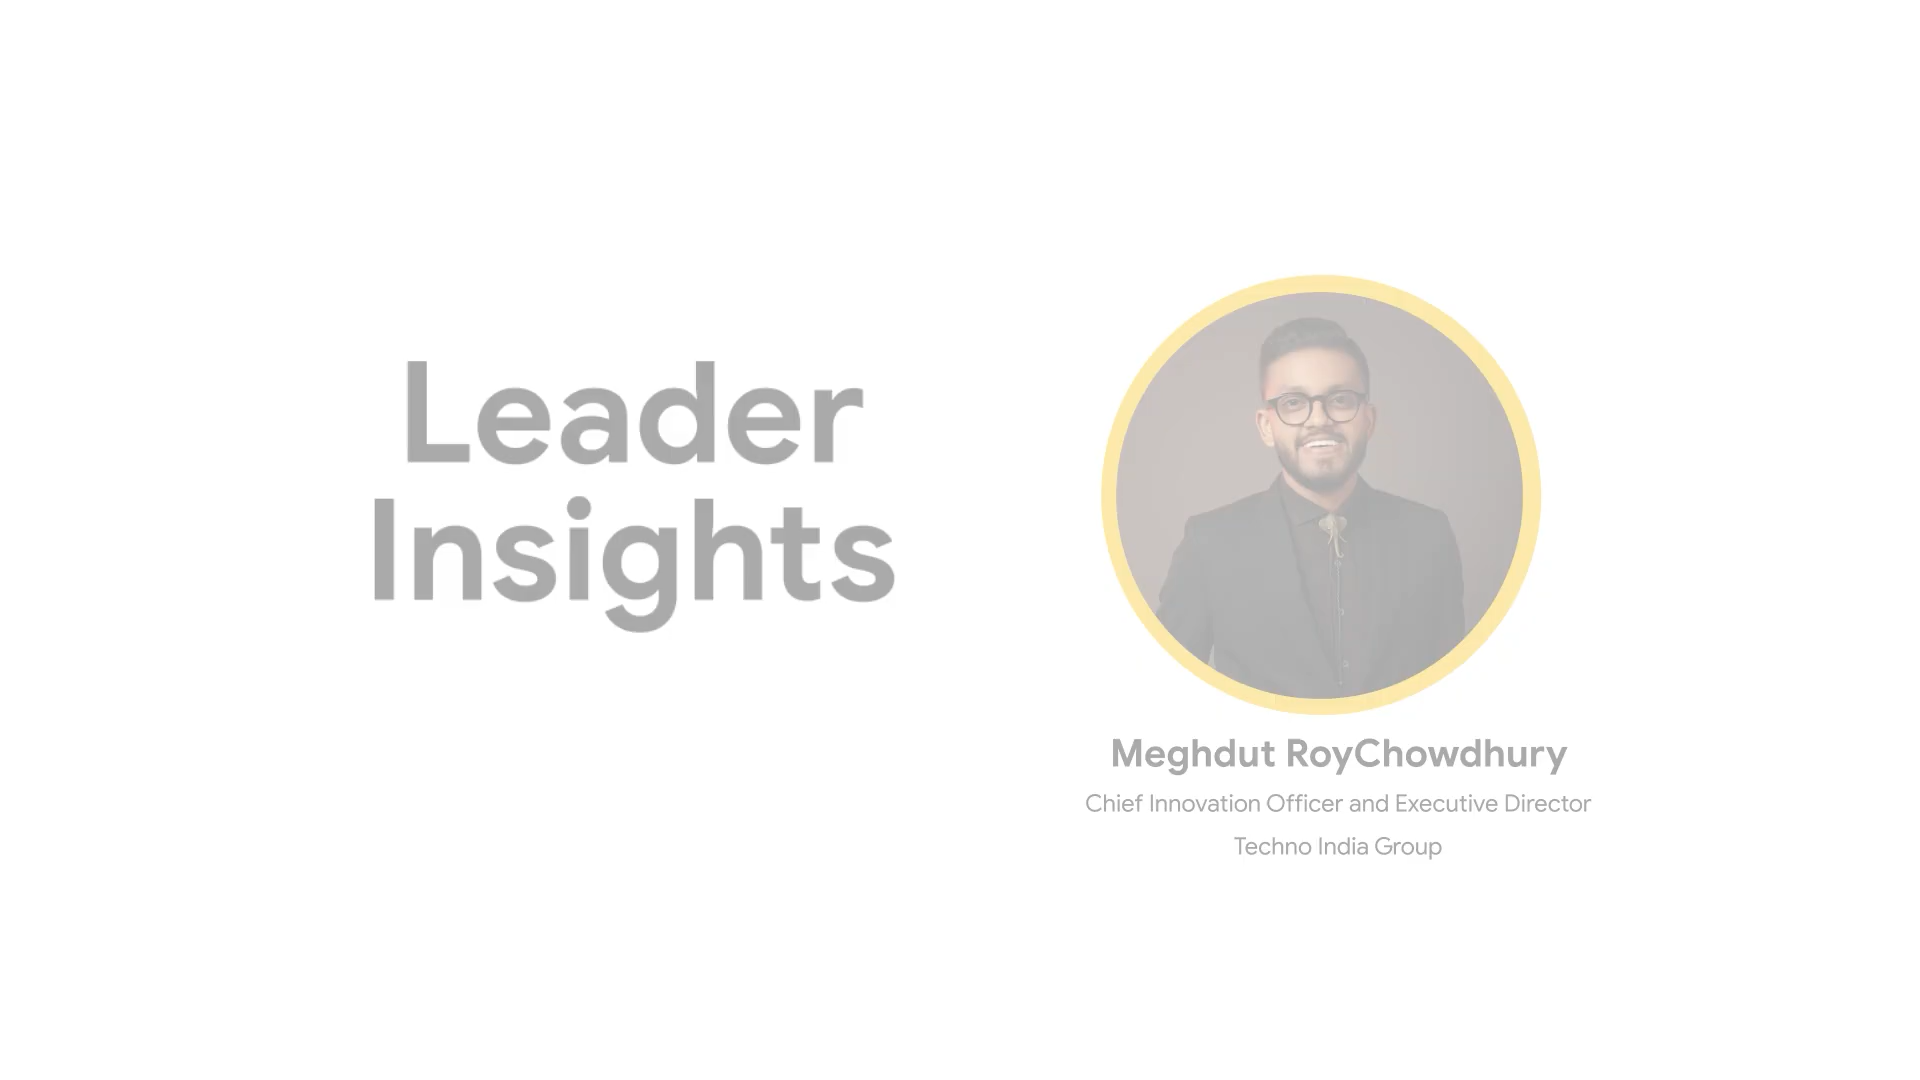 Leader
Insights
Meghdut RoyChowdhury
Chief Innovation Officer and Executive Director
Techno India Group